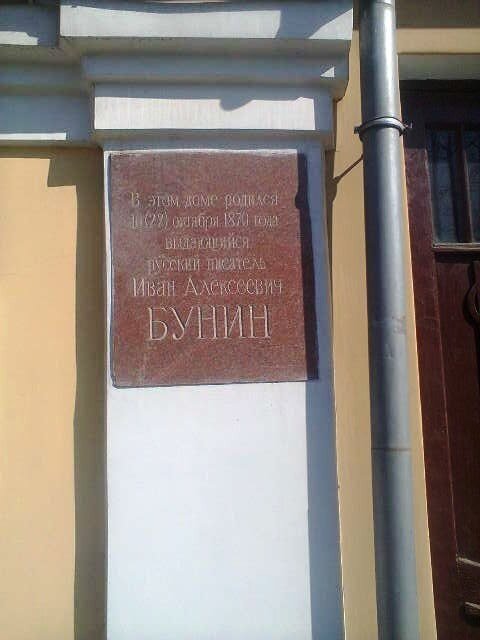 В этом доме родился
10(22) октября 1870 года
выдающийся
русский писатель
Иван Алексеевич
БУНИН